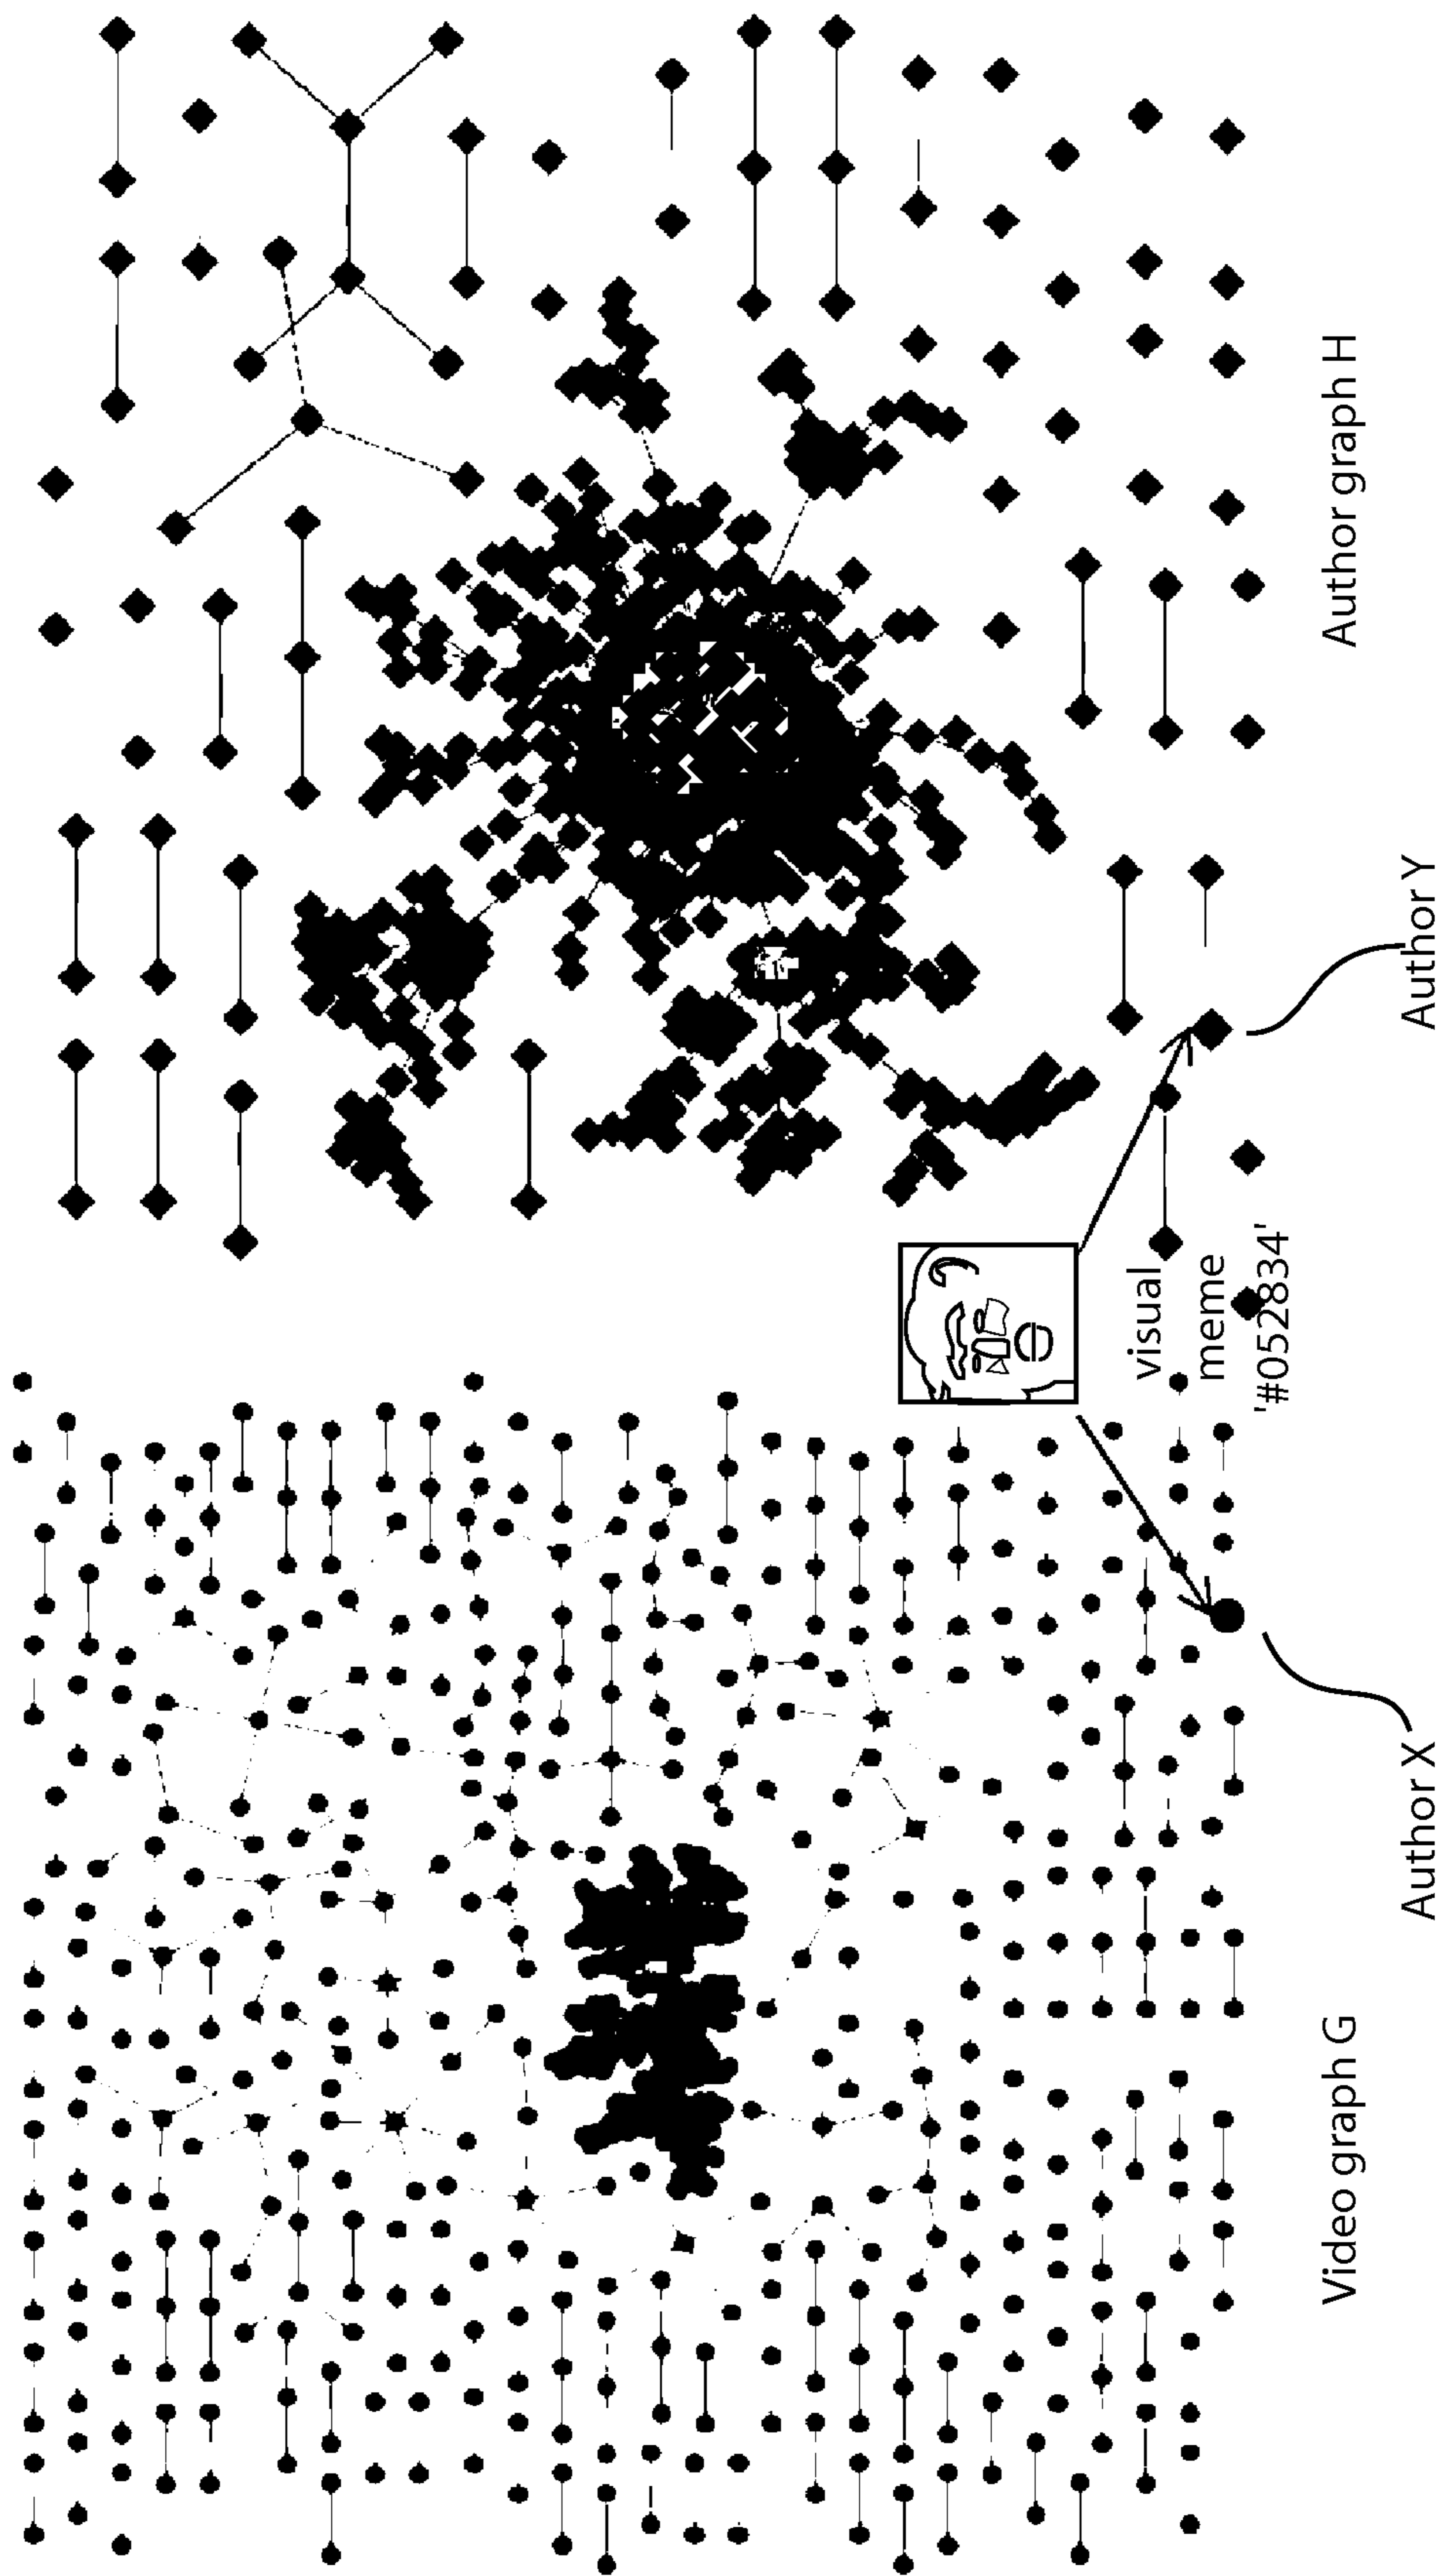 visual
meme
'#052834'
Author X
Author Y
Video graph G
Author graph H